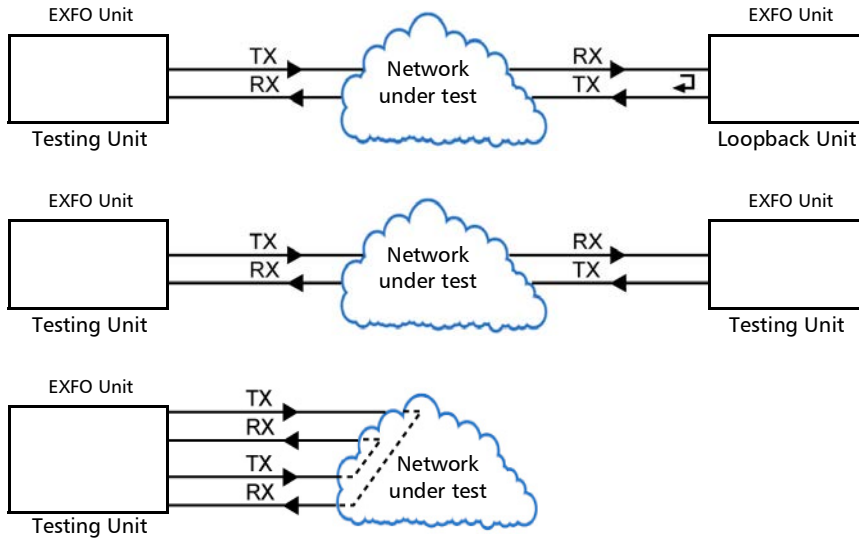 EXFO Unit
EXFO Unit
TX
RX
Network
under test
RX
TX
Testing Unit
Loopback Unit
EXFO Unit
EXFO Unit
TX
RX
Network
under test
RX
TX
Testing Unit
Testing Unit
EXFO Unit
TX
RX
TX
RX
Network
under test
Testing Unit